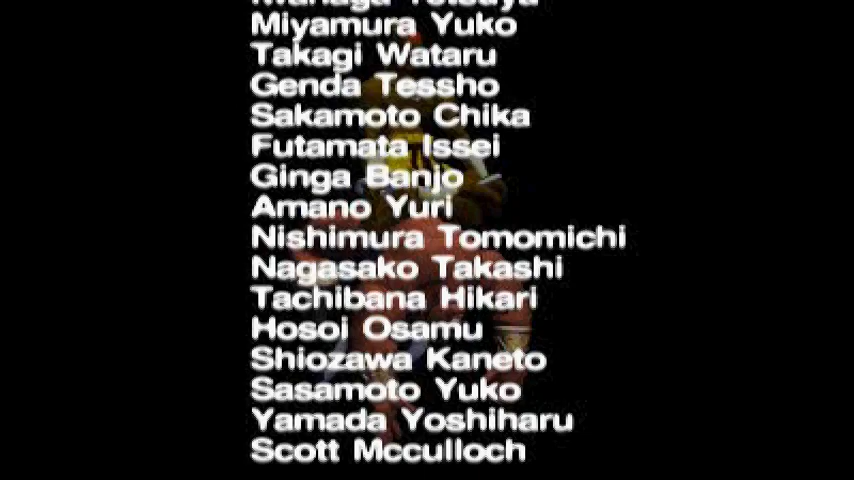 Miyamura Yuko
Takagi Wataru
Genda Tessho
Sakamoto Chika
Futamata Issei
Ginga Banjo
Amano Yuri
Nishimura Tomomichi
Nagasako Takashi
Tachibana Hikari
Hosoi Osamu
Shiozawa Kaneto
Sasamoto Yuko
Yamada Yoshiharu
Scott Mcculloch